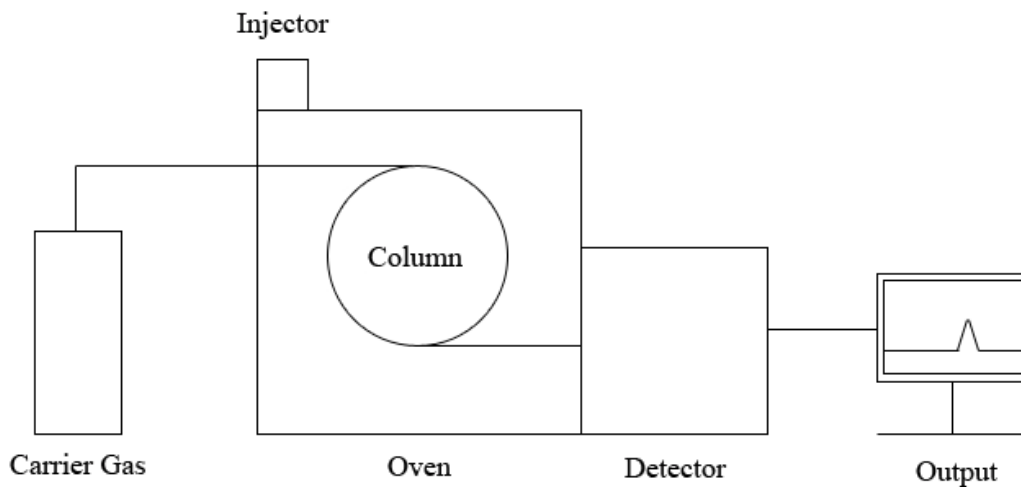 Injector
Column
Carrier Gas
Oven
Detector
Output